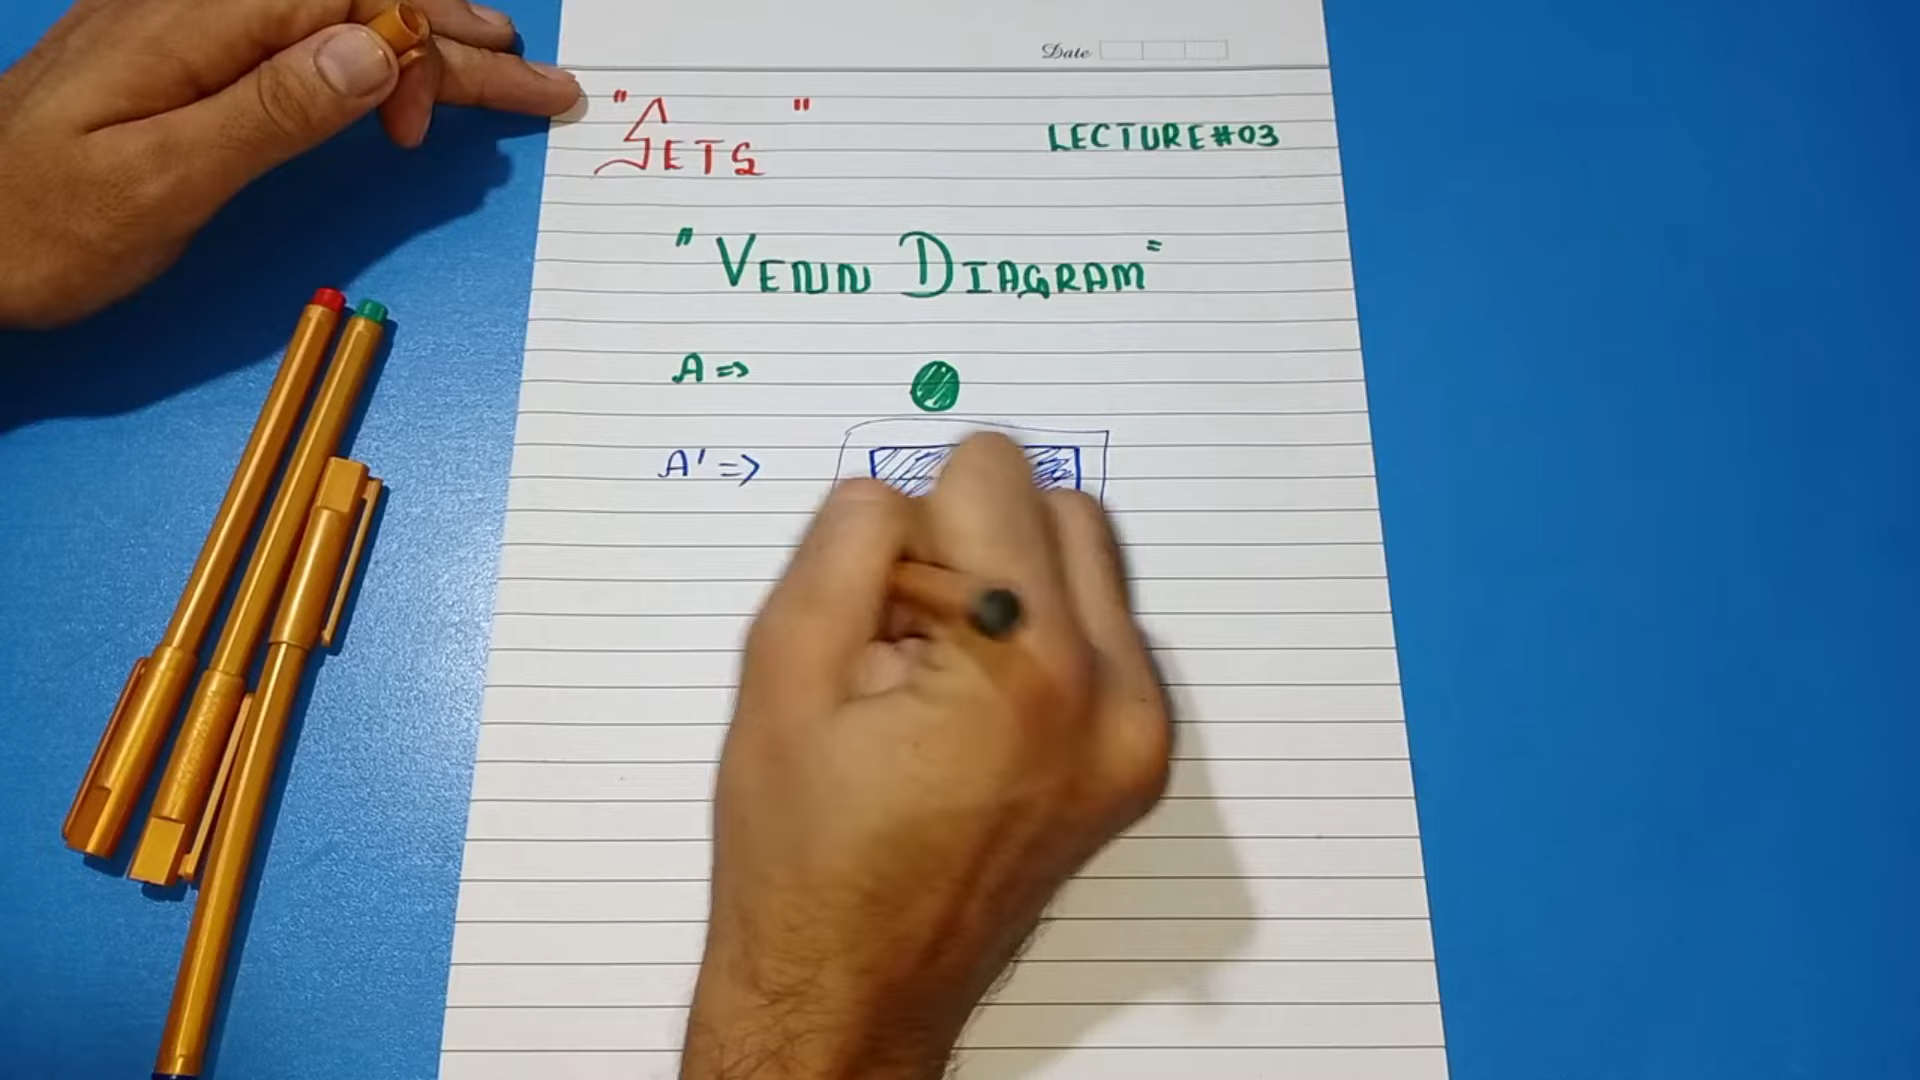 Date
"SETS"
LECTURE#03
"VENN DIAGRAM"
A =>
A' =>